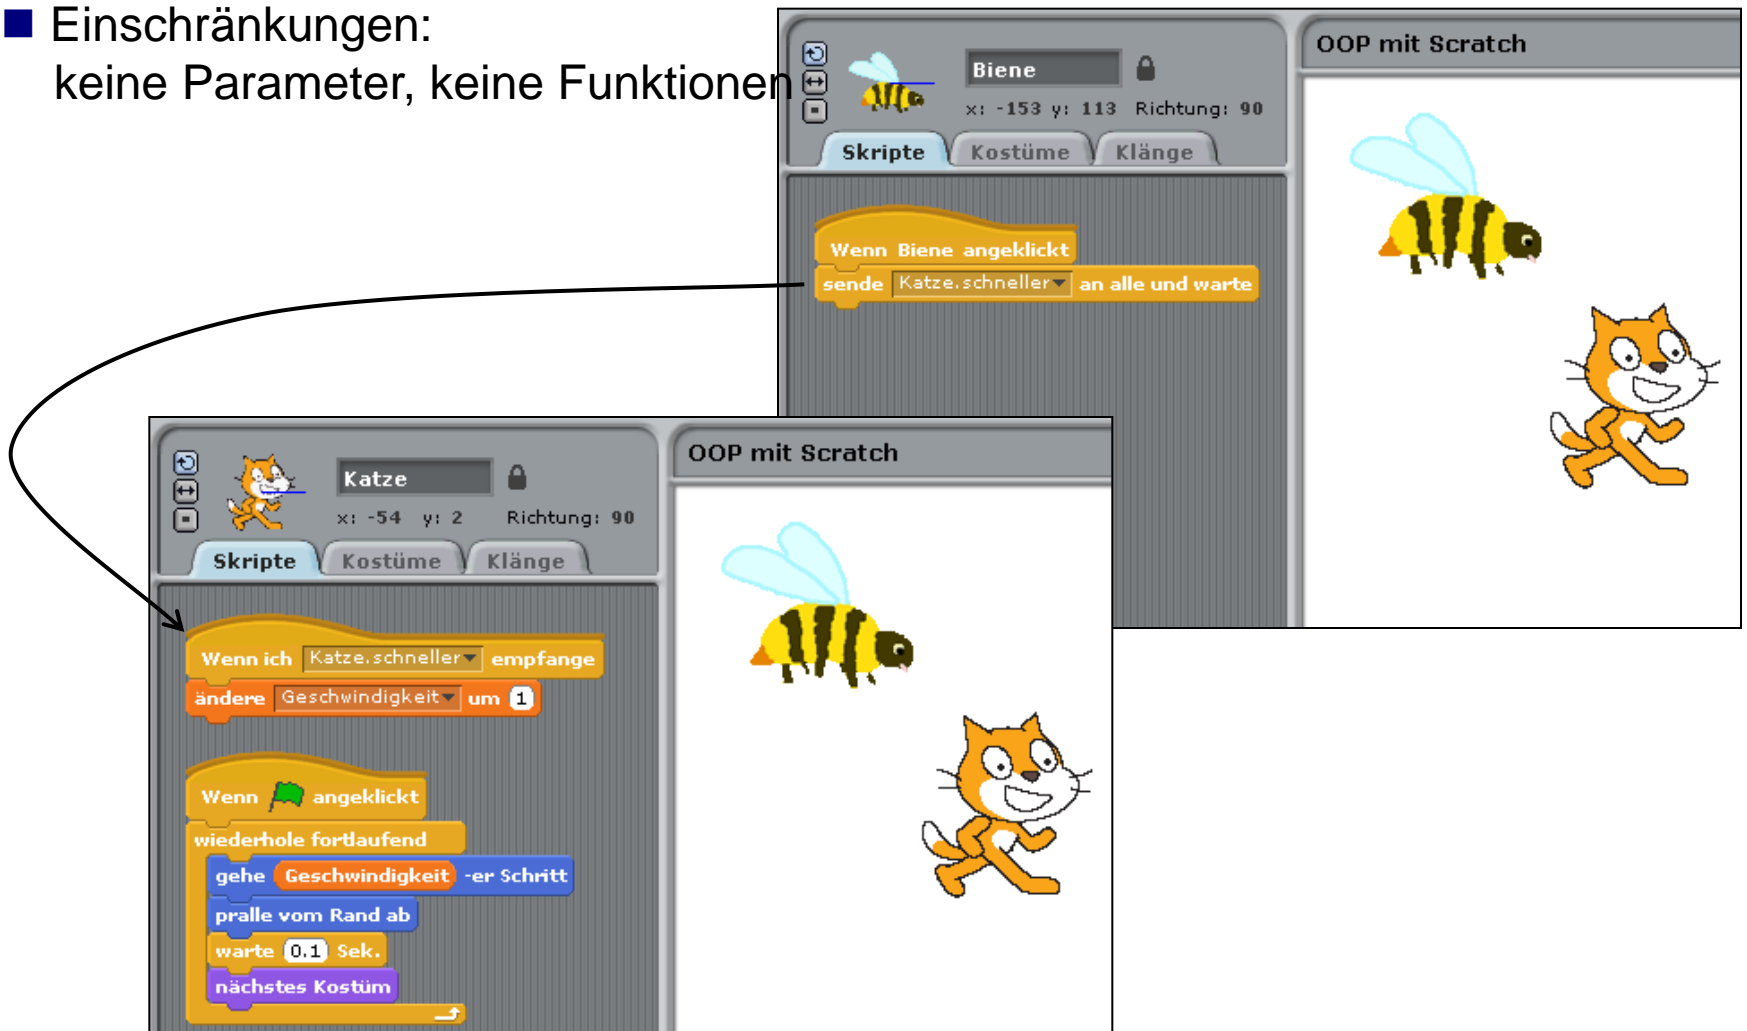 Einschränkungen:
keine Parameter, keine Funktionen
OOP mit Scratch
Biene
x: -153 y: 113 Richtung: 90
Skripte Kostüme Klänge
Wenn Biene angeklickt
sende Katze.schneller an alle und warte
OOP mit Scratch
Katze
x: -54 y: 2 Richtung: 90
Skripte Kostüme Klänge
Wenn ich Katze.schneller empfange
ändere Geschwindigkeit um 1
Wenn angeklickt
wiederhole fortlaufend
gehe Geschwindigkeit -er Schritt
pralle vom Rand ab
warte 0.1 Sek.
nächstes Kostüm